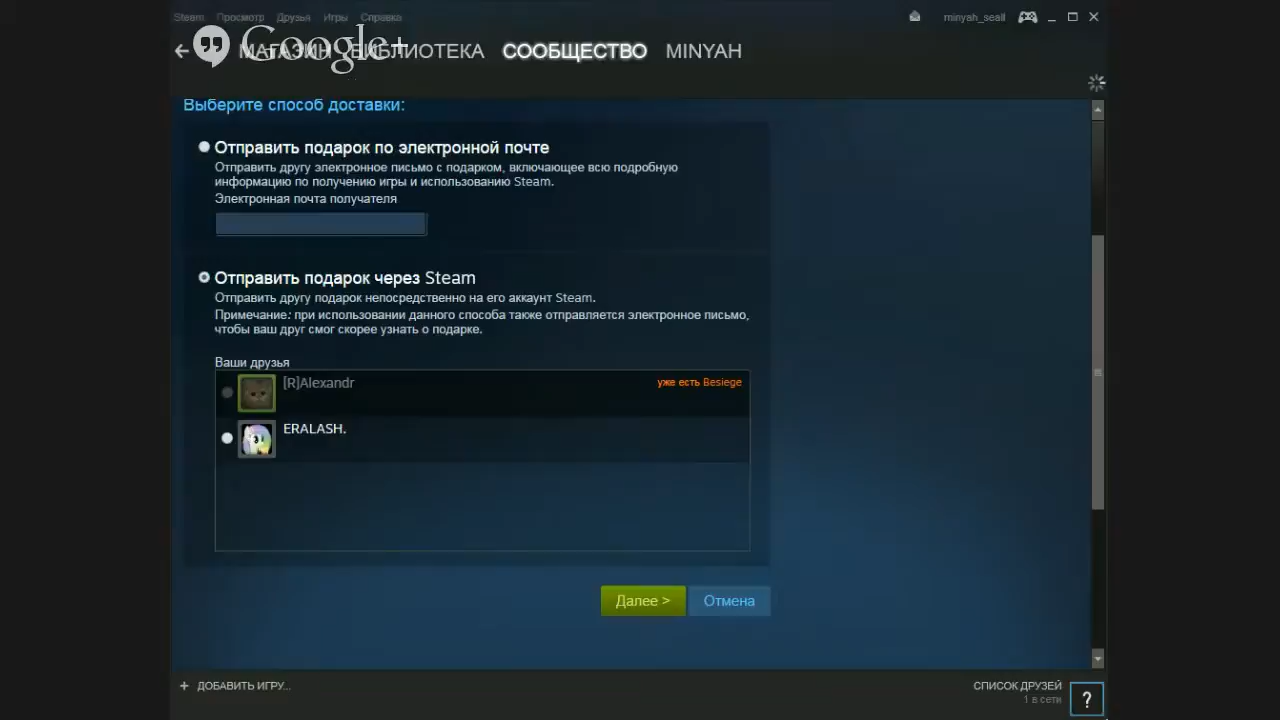 Steam Просмотр Друзья Игры Справка
minyah_seall
Google+
МАГАЗИН БИБЛИОТЕКА СООБЩЕСТВО MINYAH
Выберите способ доставки:
Отправить подарок по электронной почте
Отправить другу электронное письмо с подарком, включающее всю подробную
информацию по получению игры и использованию Steam.
Электронная почта получателя
Отправить подарок через Steam
Отправить другу подарок непосредственно на его аккаунт Steam.
Примечание: при использовании данного способа также отправляется электронное письмо,
чтобы ваш друг смог скорее узнать о подарке.
Ваши друзья
[R]Alexandr
уже есть Besiege
ERALASH.
Далее >
Отмена
+ ДОБАВИТЬ ИГРУ...
СПИСОК ДРУЗЕЙ
1 в сети
?